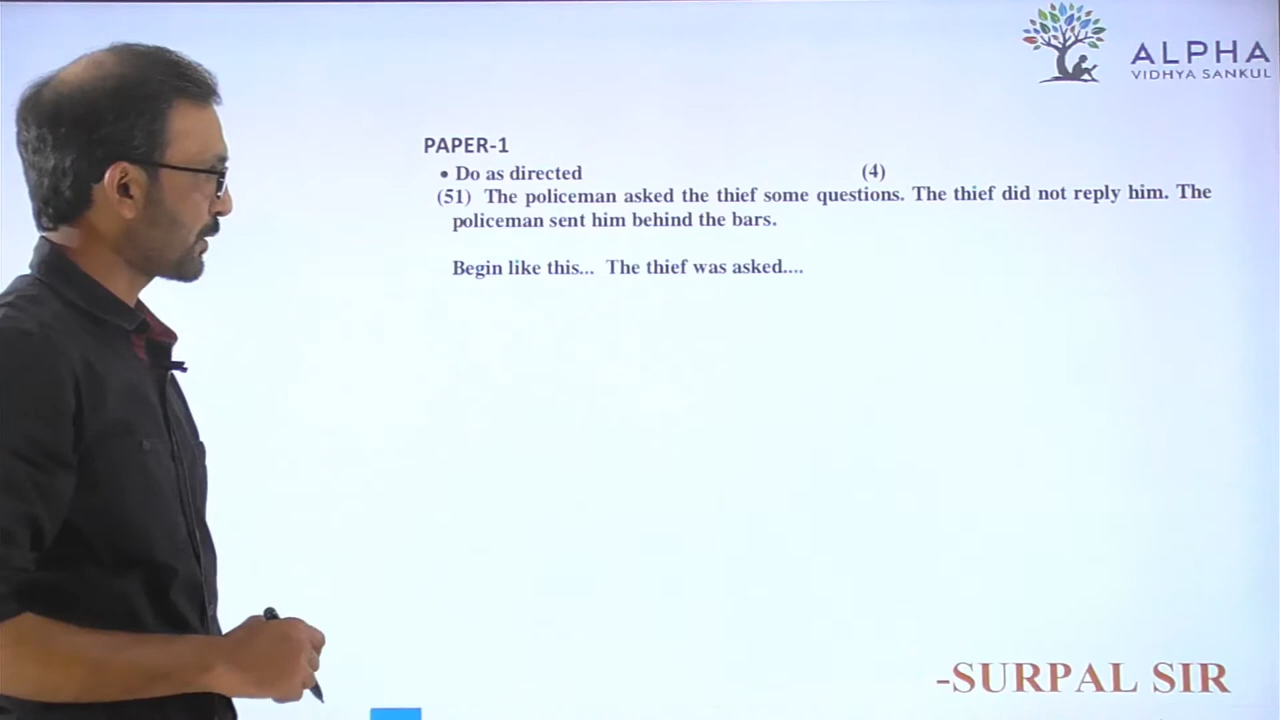 ALPHA
VIDHYA SANKUL
PAPER-1
• Do as directed (4)
(51) The policeman asked the thief some questions. The thief did not reply him. The
policeman sent him behind the bars.
Begin like this... The thief was asked....
-SURPAL SIR